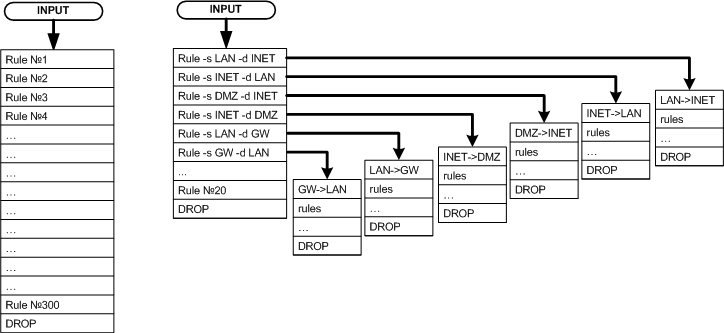 INPUT
Rule №1
Rule №2
Rule №3
Rule №4
...
...
...
...
...
...
...
...
...
Rule №300
DROP
INPUT
Rule -s LAN -d INET
Rule -s INET -d LAN
Rule -s DMZ -d INET
Rule -s INET -d DMZ
Rule -s LAN -d GW
Rule -s GW -d LAN
...
Rule №20
DROP
GW->LAN
rules
...
DROP
LAN->GW
rules
...
DROP
INET->DMZ
rules
...
DROP
DMZ->INET
rules
...
DROP
INET->LAN
rules
...
DROP
LAN->INET
rules
...
DROP